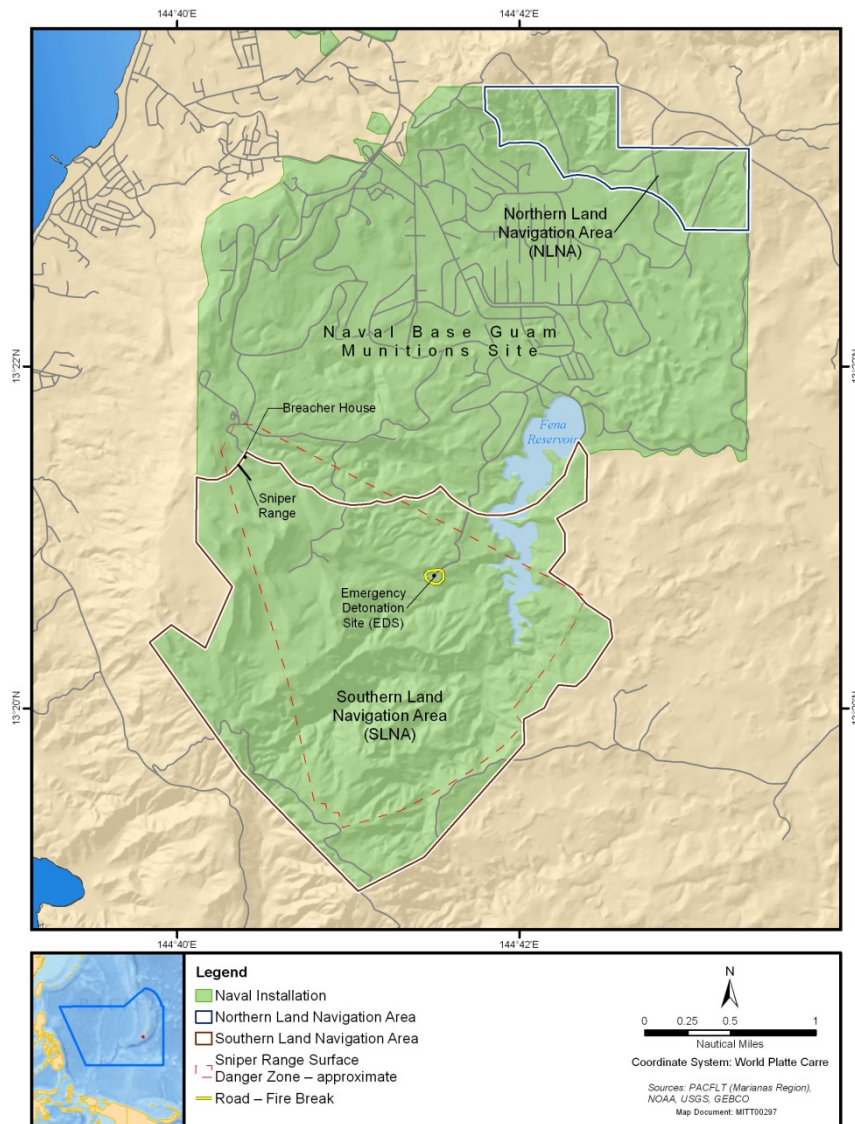 144°40'E
144°42'E
Northern Land
Navigation Area
(NLNA)
Naval Base Guam
Munitions Site
13°22'N
13°22'N
Breacher House
Fena
Reservoir
Sniper
Range
Emergency
Detonation
Site (EDS)
Southern Land
Navigation Area
(SLNA)
13°20'N
13°20'N
144°40'E
144°42'E
Legend
Naval Installation
Northern Land Navigation Area
Southern Land Navigation Area
Sniper Range Surface
Danger Zone – approximate
Road – Fire Break
N
0 0.25 0.5 1
Nautical Miles
Coordinate System: World Platte Carre
Sources: PACFLT (Marianas Region),
NOAA, USGS, GEBCO
Map Document: MITT00297